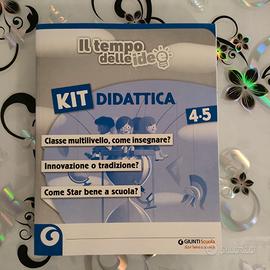 Il tempo
delle idee
KIT DIDATTICA
4-5
Classe multilivello, come insegnare?
Innovazione o tradizione?
Come Star bene a scuola?
G
GIUNTI Scuola